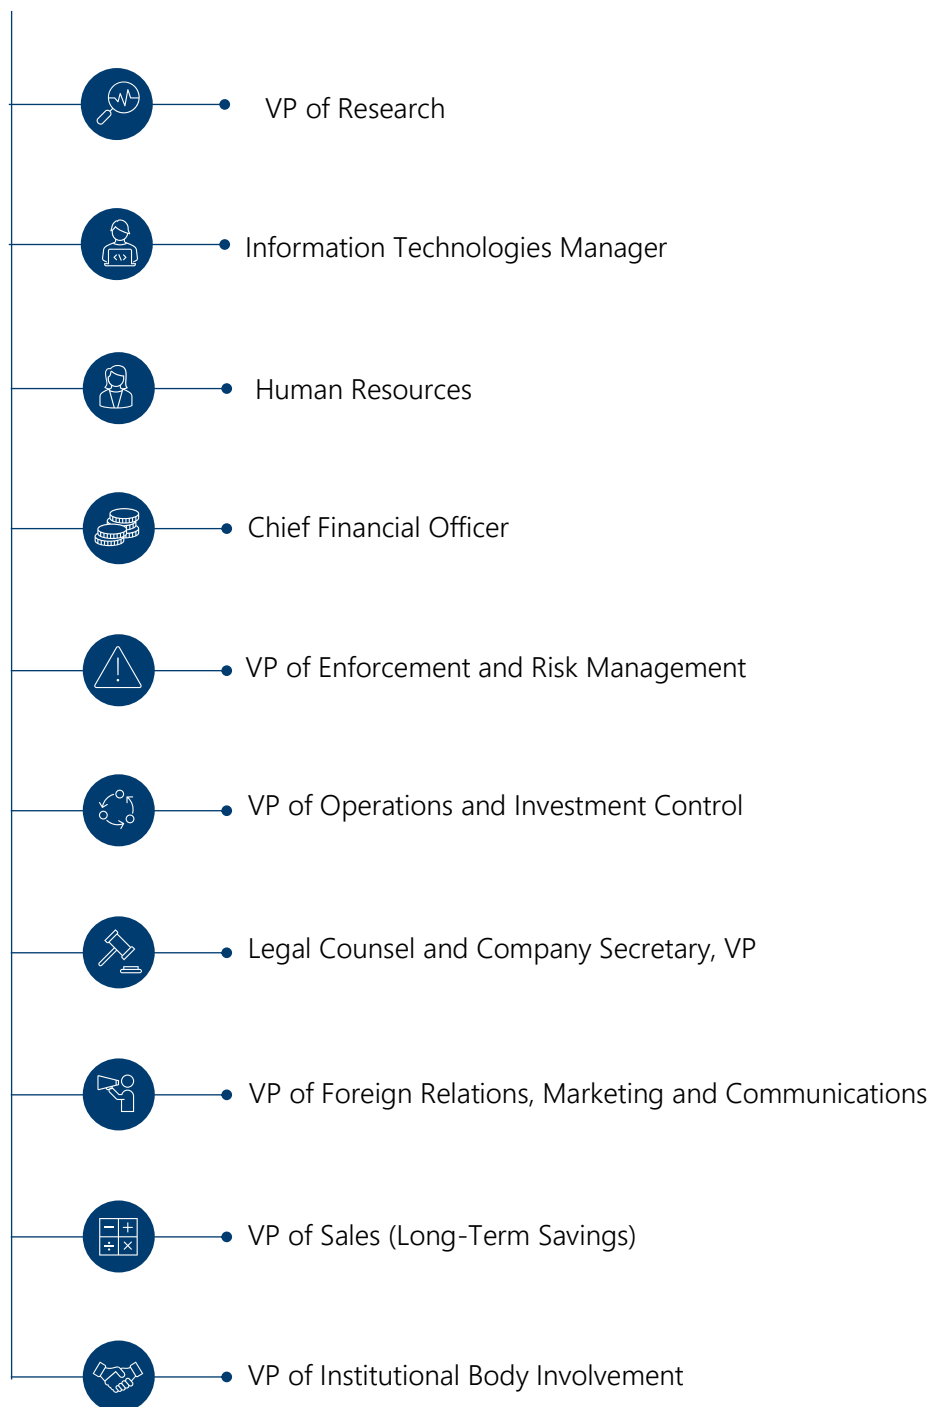 VP of Research
Information Technologies Manager
Human Resources
Chief Financial Officer
VP of Enforcement and Risk Management
VP of Operations and Investment Control
Legal Counsel and Company Secretary, VP
VP of Foreign Relations, Marketing and Communications
VP of Sales (Long-Term Savings)
VP of Institutional Body Involvement